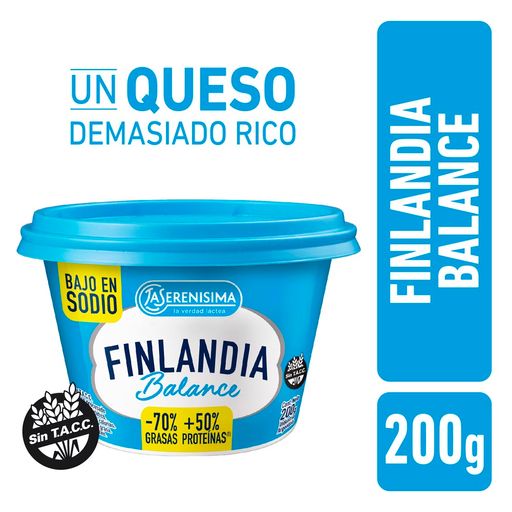 UN QUESO
DEMASIADO RICO
BAJO EN
SODIO
LA SERENISIMA
la verdad láctea
FINLANDIA
Balance
-70% +50%
GRASAS PROTEÍNAS
Sin T.A.C.C.
Sin T.A.C.C.
FINLANDIA
BALANCE
200g